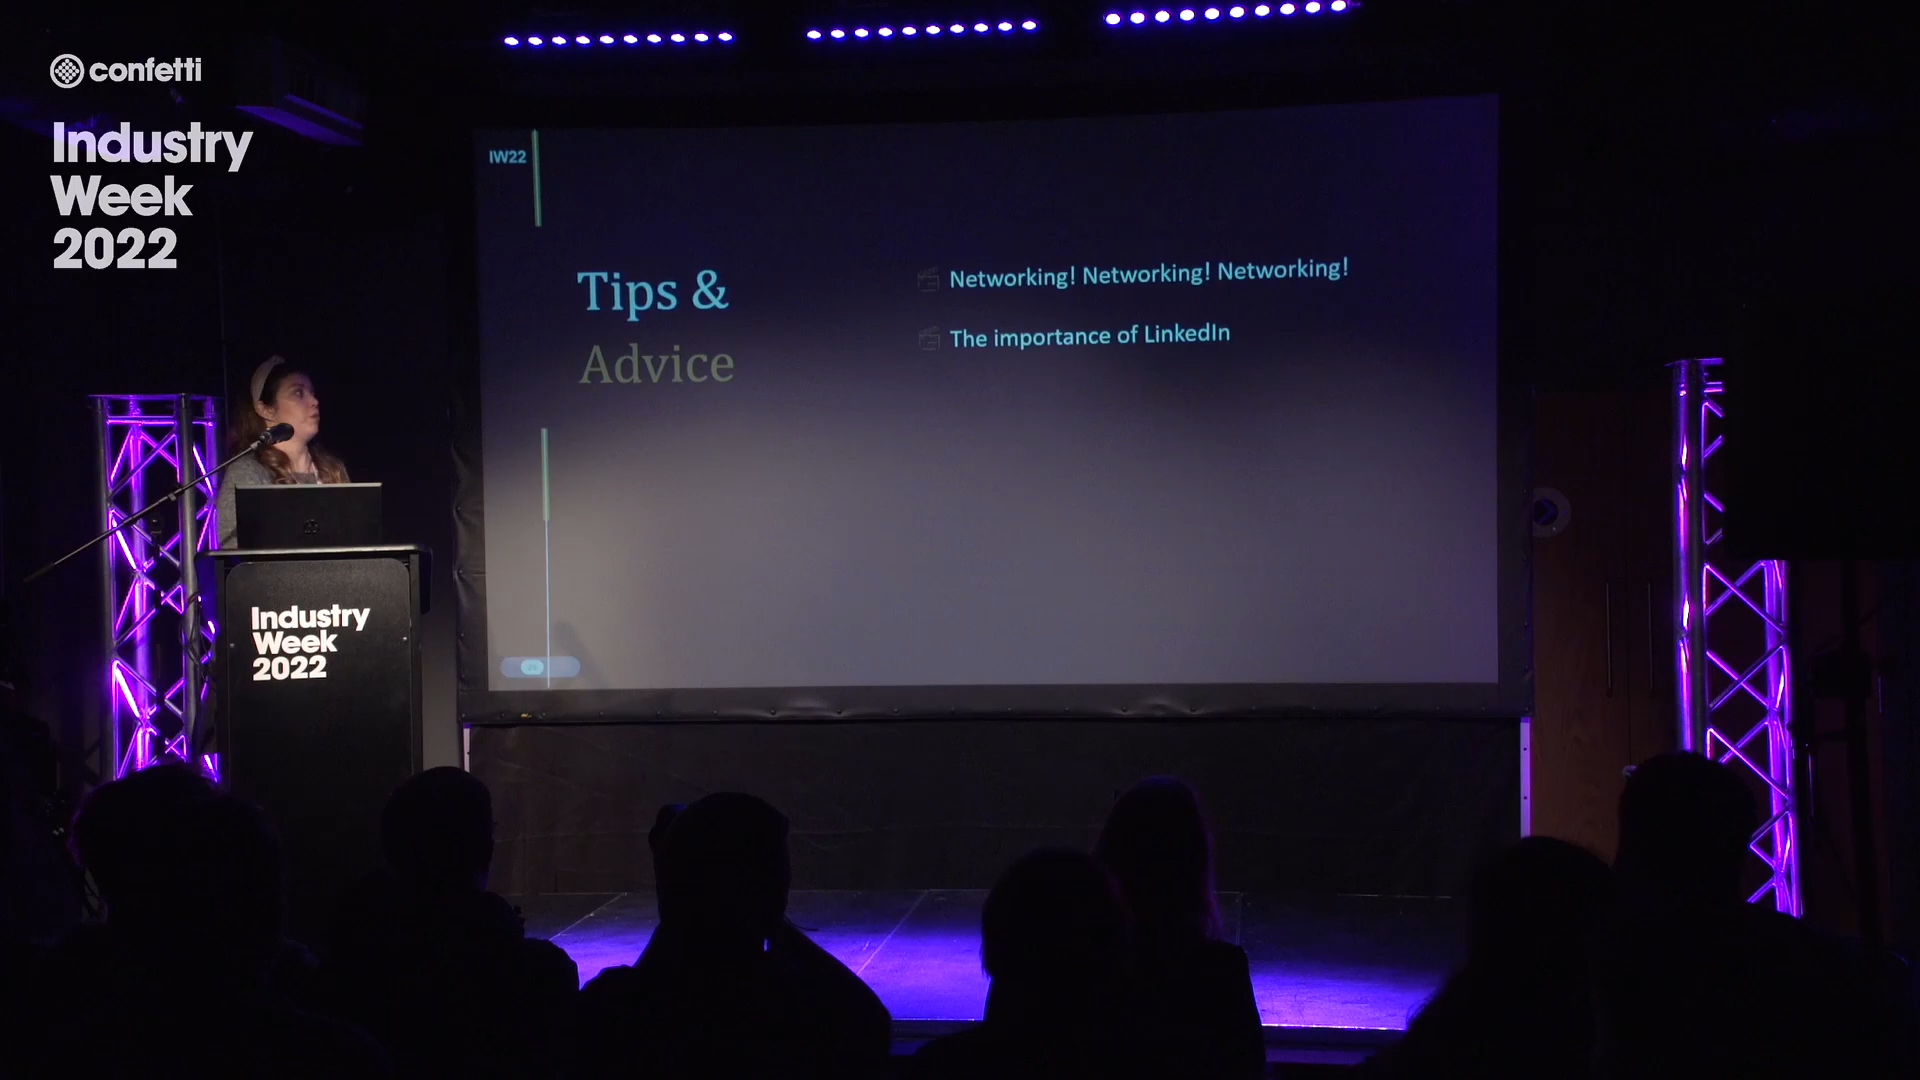 confetti
Industry
Week
2022
IW22
Tips &
Advice
Networking! Networking! Networking!
The importance of LinkedIn
Industry
Week
2022